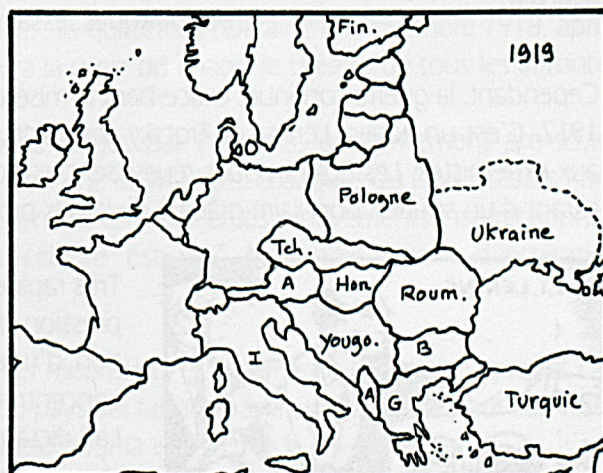 Fin.
1919
Pologne
Ukraine
Tch.
A
Hon.
Roum.
Yougo.
I
B
A
G
Turquie